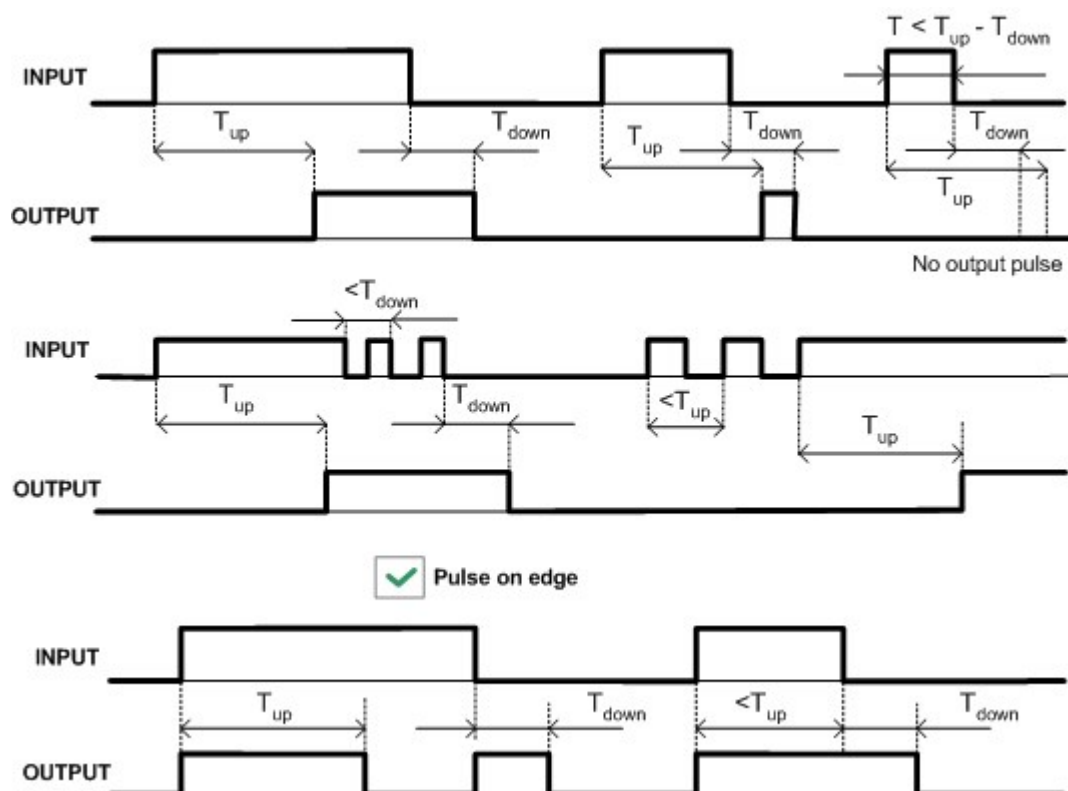 T < Tup - Tdown
INPUT
Tup
Tdown
Tup
Tdown
Tdown
Tup
OUTPUT
No output pulse
<Tdown
INPUT
Tup
Tdown
<Tup
Tup
OUTPUT
Pulse on edge
INPUT
Tup
Tdown
<Tup
Tdown
OUTPUT